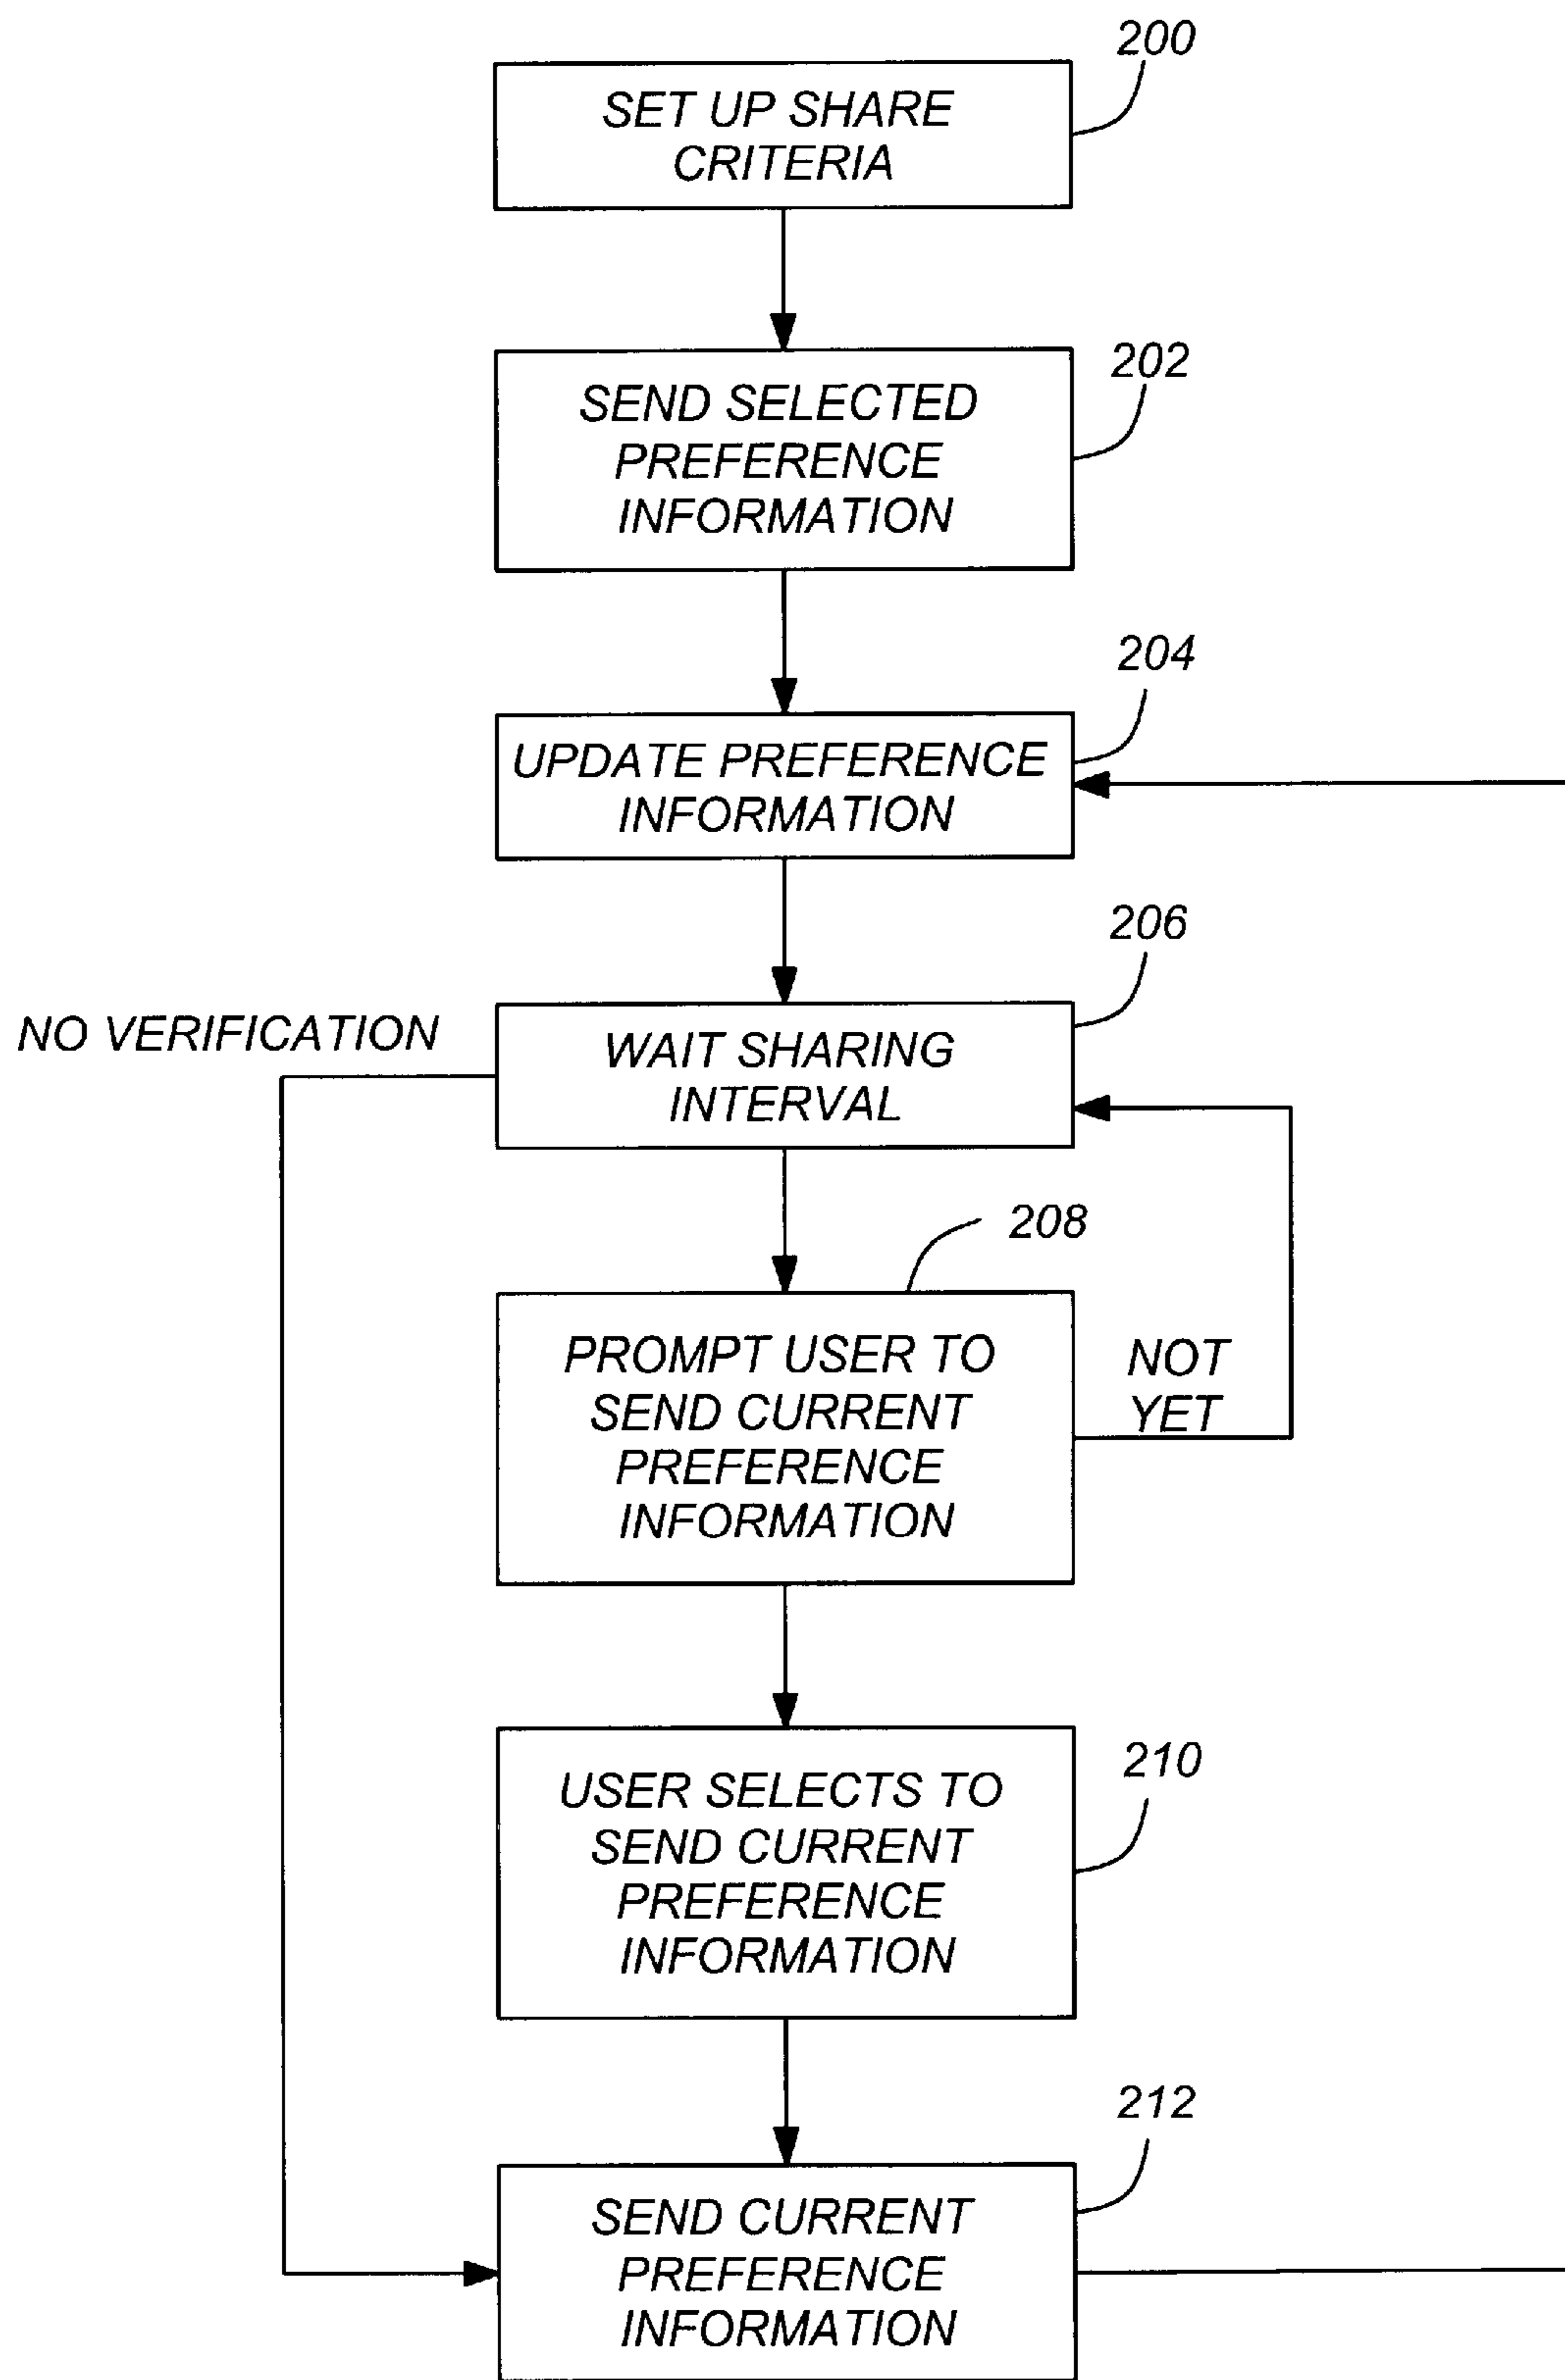 200
SET UP SHARE
CRITERIA
202
SEND SELECTED
PREFERENCE
INFORMATION
204
UPDATE PREFERENCE
INFORMATION
206
NO VERIFICATION
WAIT SHARING
INTERVAL
208
PROMPT USER TO
SEND CURRENT
PREFERENCE
INFORMATION
NOT
YET
210
USER SELECTS TO
SEND CURRENT
PREFERENCE
INFORMATION
212
SEND CURRENT
PREFERENCE
INFORMATION